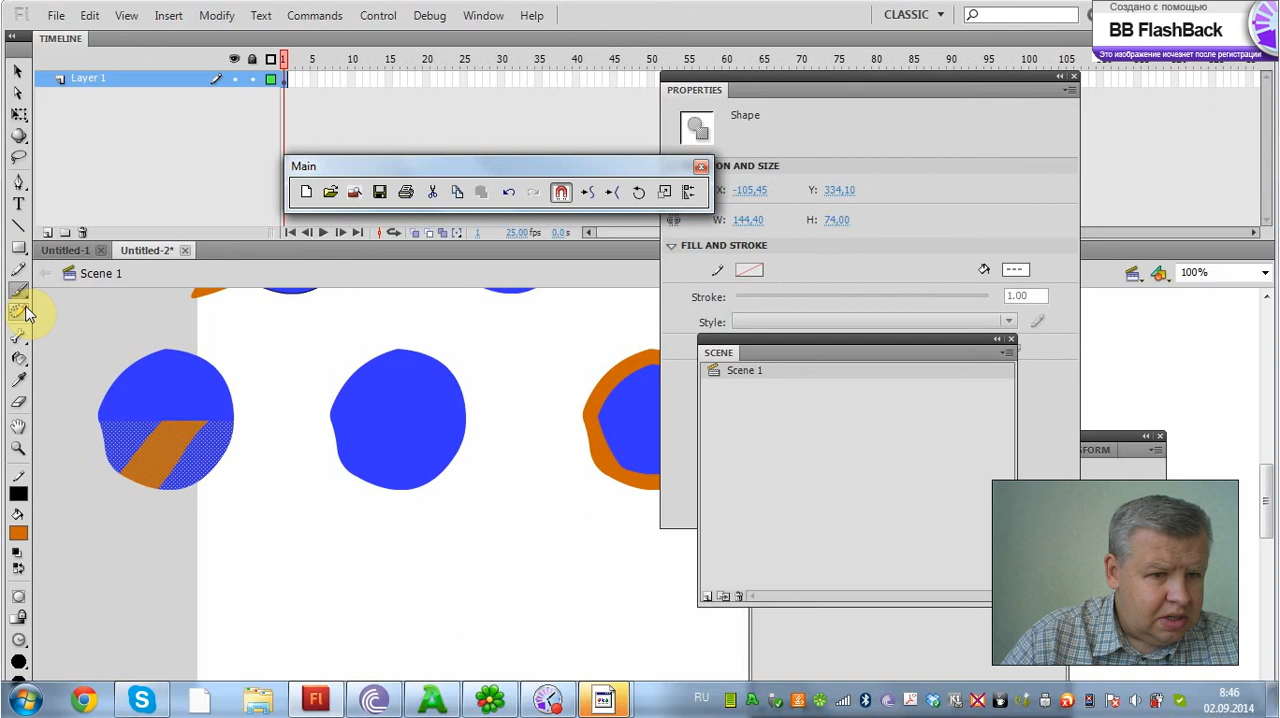 Fl File Edit View Insert Modify Text Commands Control Debug Window Help CLASSIC
Создано с помощью
BB FlashBack
Это изображение исчезнет после регистрации
TIMELINE
1 5 10 15 20 25 30 35 40 45 50 55 60 65 70 75 80 85 90 95 100 105
Layer 1
PROPERTIES
Shape
Main
ON AND SIZE
X: -105,45 Y: 334,10
W: 144,40 H: 74,00
1 25.00 fps 0.0 s
Untitled-1 Untitled-2*
FILL AND STROKE
Scene 1
100%
Stroke: 1.00
Style:
SCENE
Scene 1
SFORM
T
Fl
RU
8:46
02.09.2014